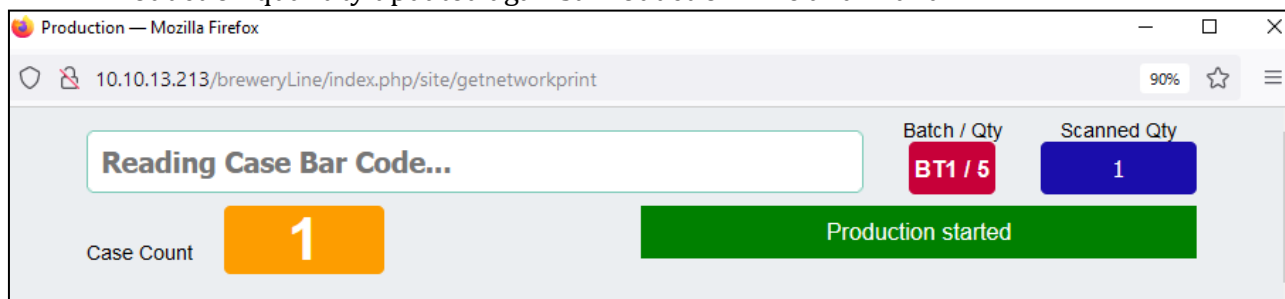 Production — Mozilla Firefox
10.10.13.213/breweryLine/index.php/site/getnetworkprint 90%
Batch / Qty Scanned Qty
Reading Case Bar Code... BT1 / 5 1
Case Count 1 Production started